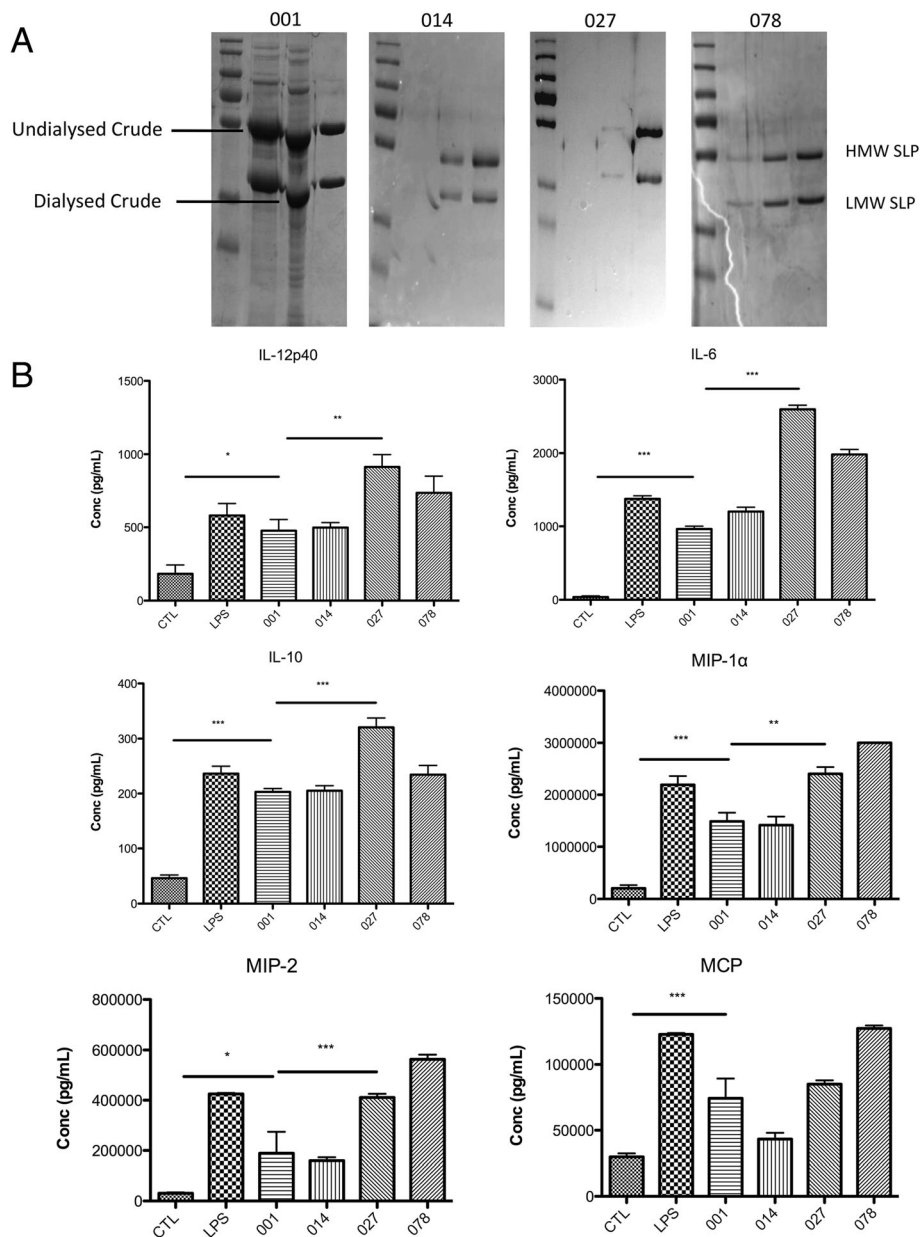 A
001 014 027 078
Undialysed Crude
Dialysed Crude
HMW SLP
LMW SLP
B
IL-12p40
Conc (pg/mL)
1500
1000
500
0
* **
CTL LPS 001 014 027 078
IL-6
Conc (pg/mL)
3000
2000
1000
0
*** ***
CTL LPS 001 014 027 078
IL-10
Conc (pg/mL)
400
300
200
100
0
*** ***
CTL LPS 001 014 027 078
MIP-1α
Conc (pg/mL)
4000000
3000000
2000000
1000000
0
*** **
CTL LPS 001 014 027 078
MIP-2
Conc (pg/mL)
800000
600000
400000
200000
0
* ***
CTL LPS 001 014 027 078
MCP
Conc (pg/mL)
150000
100000
50000
0
***
CTL LPS 001 014 027 078